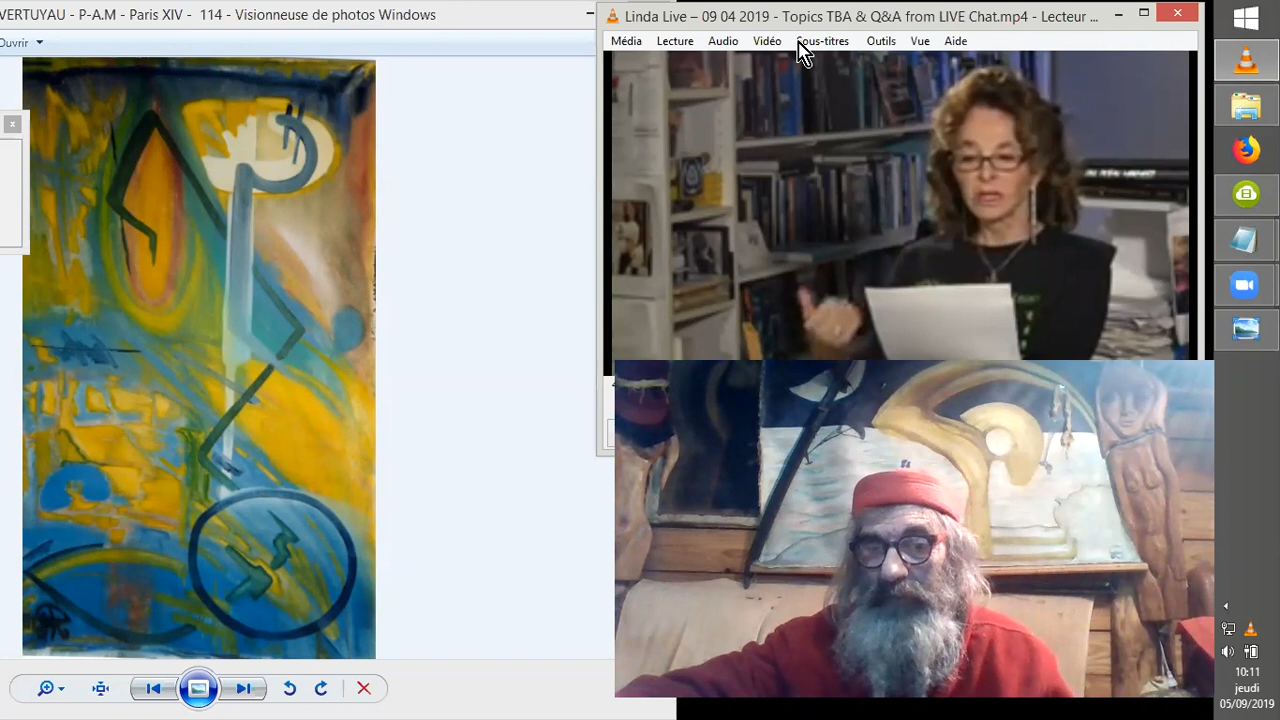 VERTUYAU - P-A-M - Paris XIV - 114 - Visionneuse de photos Windows
Ouvrir
x
Linda Live – 09 04 2019 - Topics TBA & Q&A from LIVE Chat.mp4 - Lecteur ...
Média Lecture Audio Vidéo Sous-titres Outils Vue Aide
10:11
jeudi
05/09/2019